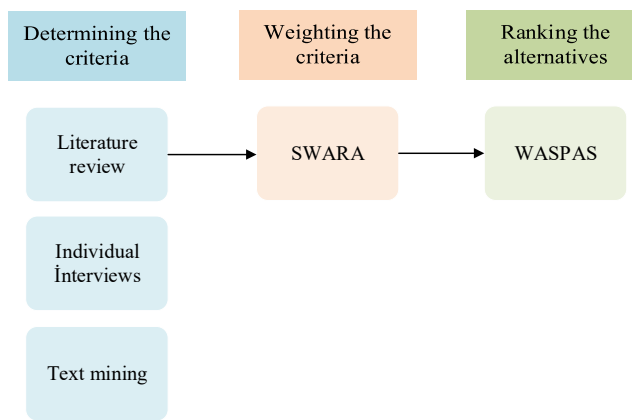 Determining the
criteria
Weighting the
criteria
Ranking the
alternatives
Literature
review
SWARA
WASPAS
Individual
İnterviews
Text mining